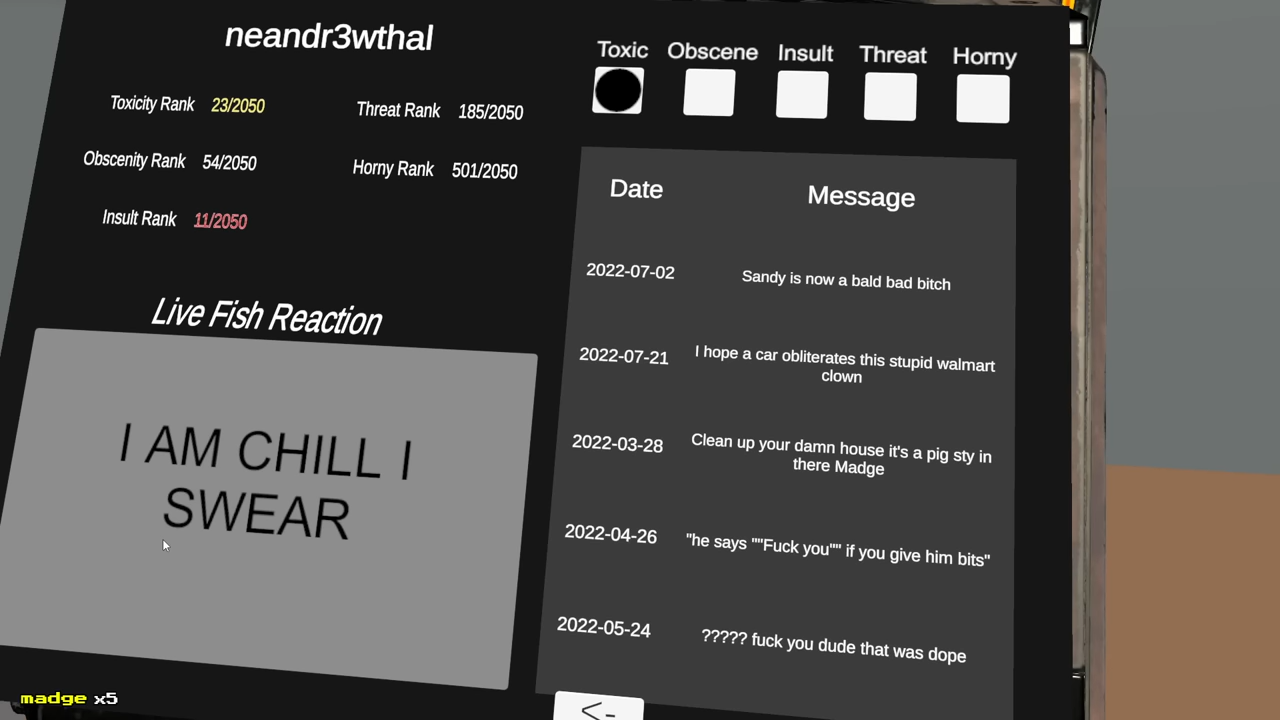 neandr3wthal
Toxicity Rank 23/2050
Threat Rank 185/2050
Obscenity Rank 54/2050
Horny Rank 501/2050
Insult Rank 11/2050
Live Fish Reaction
I AM CHILL I
SWEAR
Toxic Obscene Insult Threat Horny
Date Message
2022-07-02 Sandy is now a bald bad bitch
2022-07-21 I hope a car obliterates this stupid walmart
clown
2022-03-28 Clean up your damn house it's a pig sty in
there Madge
2022-04-26 "he says ""Fuck you"" if you give him bits"
2022-05-24 ????? fuck you dude that was dope
<-
madge x5